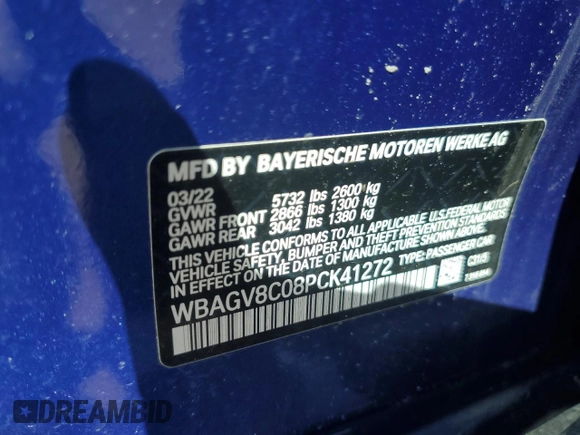 MFD BY BAYERISCHE MOTOREN WERKE AG
03/22
GVWR 5732 lbs 2600 kg
GAWR FRONT 2866 lbs 1300 kg
GAWR REAR 3042 lbs 1380 kg
THIS VEHICLE CONFORMS TO ALL APPLICABLE U.S. FEDERAL MOTOR
VEHICLE SAFETY, BUMPER AND THEFT PREVENTION STANDARDS
IN EFFECT ON THE DATE OF MANUFACTURE SHOWN ABOVE.
WBAGV8C08PCK41272 TYPE: PASSENGER CAR
DREAMBID